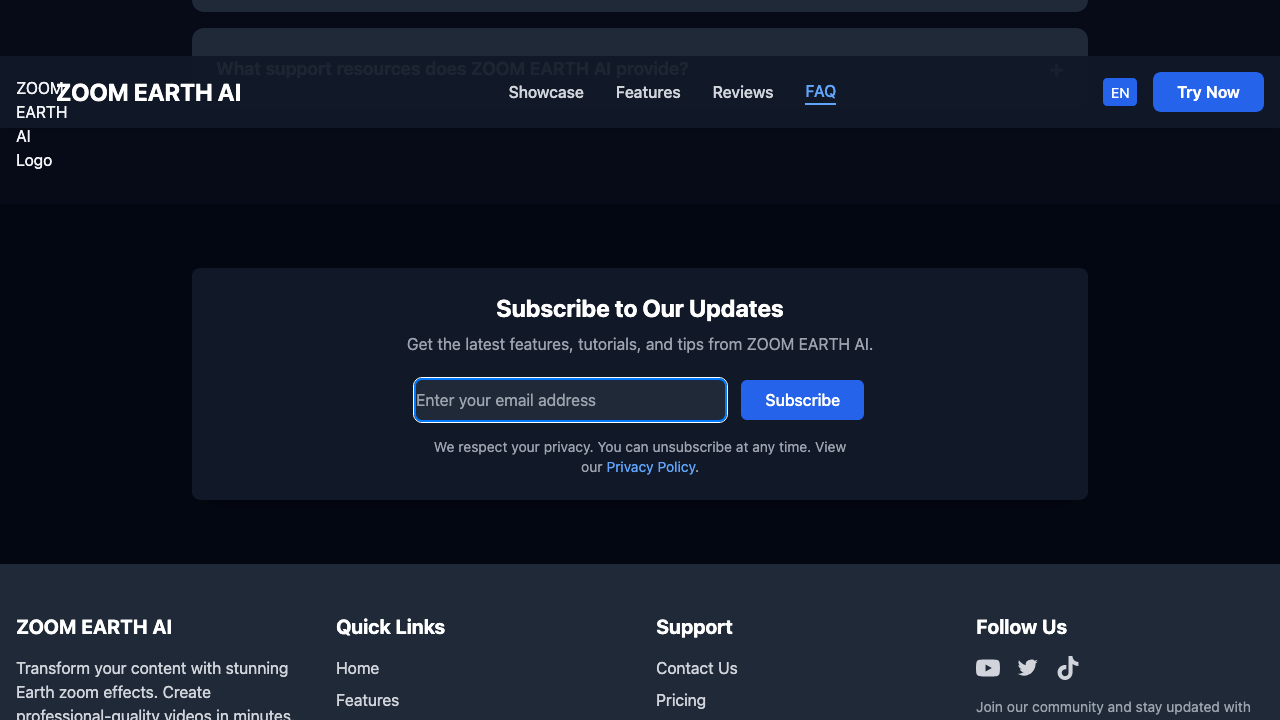 What support resources does ZOOM EARTH AI provide?
+
ZOOM
EARTH
AI
Logo
ZOOM EARTH AI
Showcase
Features
Reviews
FAQ
EN
Try Now
Subscribe to Our Updates
Get the latest features, tutorials, and tips from ZOOM EARTH AI.
Enter your email address
Subscribe
We respect your privacy. You can unsubscribe at any time. View
our Privacy Policy.
ZOOM EARTH AI
Transform your content with stunning
Earth zoom effects. Create
professional-quality videos in minutes
Quick Links
Home
Features
Support
Contact Us
Pricing
Follow Us
Join our community and stay updated with